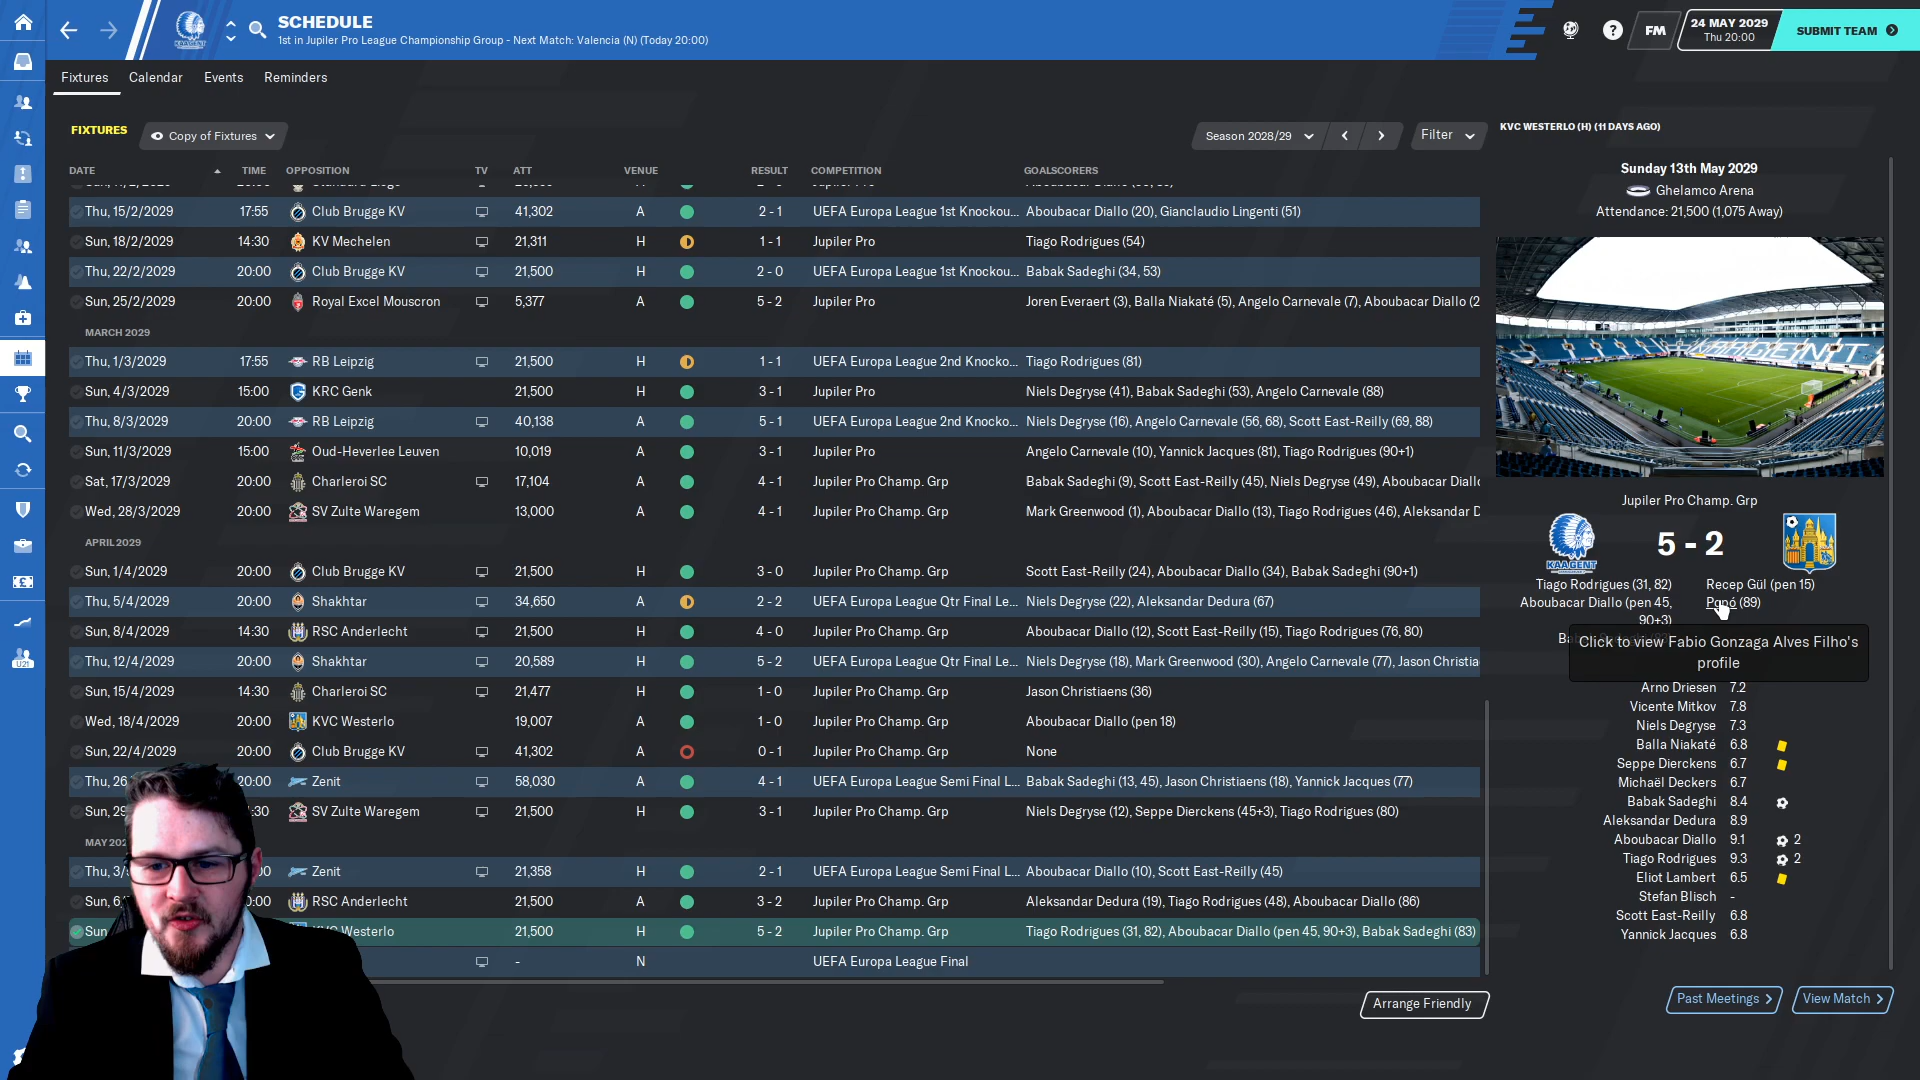 SCHEDULE
1st in Jupiler Pro League Championship Group - Next Match: Valencia (N) (Today 20:00)
FM
24 MAY 2029
Thu 20:00
SUBMIT TEAM
Fixtures Calendar Events Reminders
FIXTURES Copy of Fixtures Season 2028/29 Filter
DATE TIME OPPOSITION TV ATT VENUE RESULT COMPETITION GOALSCORERS
Thu, 15/2/2029 17:55 Club Brugge KV 41,302 A 2 - 1 UEFA Europa League 1st Knockou... Aboubacar Diallo (20), Gianclaudio Lingenti (51)
Sun, 18/2/2029 14:30 KV Mechelen 21,311 H 1 - 1 Jupiler Pro Tiago Rodrigues (54)
Thu, 22/2/2029 20:00 Club Brugge KV 21,500 H 2 - 0 UEFA Europa League 1st Knockou... Babak Sadeghi (34, 53)
Sun, 25/2/2029 20:00 Royal Excel Mouscron 5,377 A 5 - 2 Jupiler Pro Joren Everaert (3), Balla Niakaté (5), Angelo Carnevale (7), Aboubacar Diallo (2
MARCH 2029
Thu, 1/3/2029 17:55 RB Leipzig 21,500 H 1 - 1 UEFA Europa League 2nd Knocko... Tiago Rodrigues (81)
Sun, 4/3/2029 15:00 KRC Genk 21,500 H 3 - 1 Jupiler Pro Niels Degryse (41), Babak Sadeghi (53), Angelo Carnevale (88)
Thu, 8/3/2029 20:00 RB Leipzig 40,138 A 5 - 1 UEFA Europa League 2nd Knocko... Niels Degryse (16), Angelo Carnevale (56, 68), Scott East-Reilly (69, 88)
Sun, 11/3/2029 15:00 Oud-Heverlee Leuven 10,019 A 3 - 1 Jupiler Pro Angelo Carnevale (10), Yannick Jacques (81), Tiago Rodrigues (90+1)
Sat, 17/3/2029 20:00 Charleroi SC 17,104 A 4 - 1 Jupiler Pro Champ. Grp Babak Sadeghi (9), Scott East-Reilly (45), Niels Degryse (49), Aboubacar Diallo
Wed, 28/3/2029 20:00 SV Zulte Waregem 13,000 A 4 - 1 Jupiler Pro Champ. Grp Mark Greenwood (1), Aboubacar Diallo (13), Tiago Rodrigues (46), Aleksandar D
APRIL 2029
Sun, 1/4/2029 20:00 Club Brugge KV 21,500 H 3 - 0 Jupiler Pro Champ. Grp Scott East-Reilly (24), Aboubacar Diallo (34), Babak Sadeghi (90+1)
Thu, 5/4/2029 20:00 Shakhtar 34,650 A 2 - 2 UEFA Europa League Qtr Final Le... Niels Degryse (22), Aleksandar Dedura (67)
Sun, 8/4/2029 14:30 RSC Anderlecht 21,500 H 4 - 0 Jupiler Pro Champ. Grp Aboubacar Diallo (12), Scott East-Reilly (15), Tiago Rodrigues (76, 80)
Thu, 12/4/2029 20:00 Shakhtar 20,589 H 5 - 2 UEFA Europa League Qtr Final Le... Niels Degryse (18), Mark Greenwood (30), Angelo Carnevale (77), Jason Christia
Sun, 15/4/2029 14:30 Charleroi SC 21,477 H 1 - 0 Jupiler Pro Champ. Grp Jason Christiaens (36)
Wed, 18/4/2029 20:00 KVC Westerlo 19,007 A 1 - 0 Jupiler Pro Champ. Grp Aboubacar Diallo (pen 18)
Sun, 22/4/2029 20:00 Club Brugge KV 41,302 A 0 - 1 Jupiler Pro Champ. Grp None
Thu, 26 20:00 Zenit 58,030 A 4 - 1 UEFA Europa League Semi Final L... Babak Sadeghi (13, 45), Jason Christiaens (18), Yannick Jacques (77)
Sun, 29 :30 SV Zulte Waregem 21,500 H 3 - 1 Jupiler Pro Champ. Grp Niels Degryse (12), Seppe Dierckens (45+3), Tiago Rodrigues (80)
MAY 202
Thu, 3/ :00 Zenit 21,358 H 2 - 1 UEFA Europa League Semi Final L... Aboubacar Diallo (10), Scott East-Reilly (45)
Sun, 6 0:00 RSC Anderlecht 21,500 A 3 - 2 Jupiler Pro Champ. Grp Aleksandar Dedura (19), Tiago Rodrigues (48), Aboubacar Diallo (86)
Sun KVC Westerlo 21,500 H 5 - 2 Jupiler Pro Champ. Grp Tiago Rodrigues (31, 82), Aboubacar Diallo (pen 45, 90+3), Babak Sadeghi (83)
- N UEFA Europa League Final
Arrange Friendly
KVC WESTERLO (H) (11 DAYS AGO)
Sunday 13th May 2029
Ghelamco Arena
Attendance: 21,500 (1,075 Away)
Jupiler Pro Champ. Grp
KAAGENT
5 - 2
Tiago Rodrigues (31, 82) Recep Gül (pen 15)
Aboubacar Diallo (pen 45, Papó (89)
90+3)
Click to view Fabio Gonzaga Alves Filho's
profile
Arno Driesen 7.2
Vicente Mitkov 7.8
Niels Degryse 7.3
Balla Niakaté 6.8
Seppe Dierckens 6.7
Michaël Deckers 6.7
Babak Sadeghi 8.4
Aleksandar Dedura 8.9
Aboubacar Diallo 9.1 2
Tiago Rodrigues 9.3 2
Eliot Lambert 6.5
Stefan Blisch -
Scott East-Reilly 6.8
Yannick Jacques 6.8
Past Meetings View Match
U21